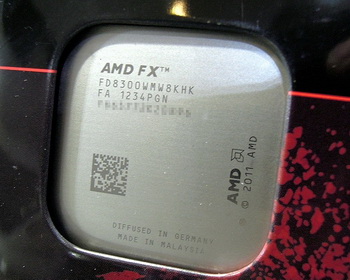 AMD FX™
FD8300WMW8KHK
FA 1234PGN
AMD
© 2011 AMD
DIFFUSED IN GERMANY
MADE IN MALAYSIA